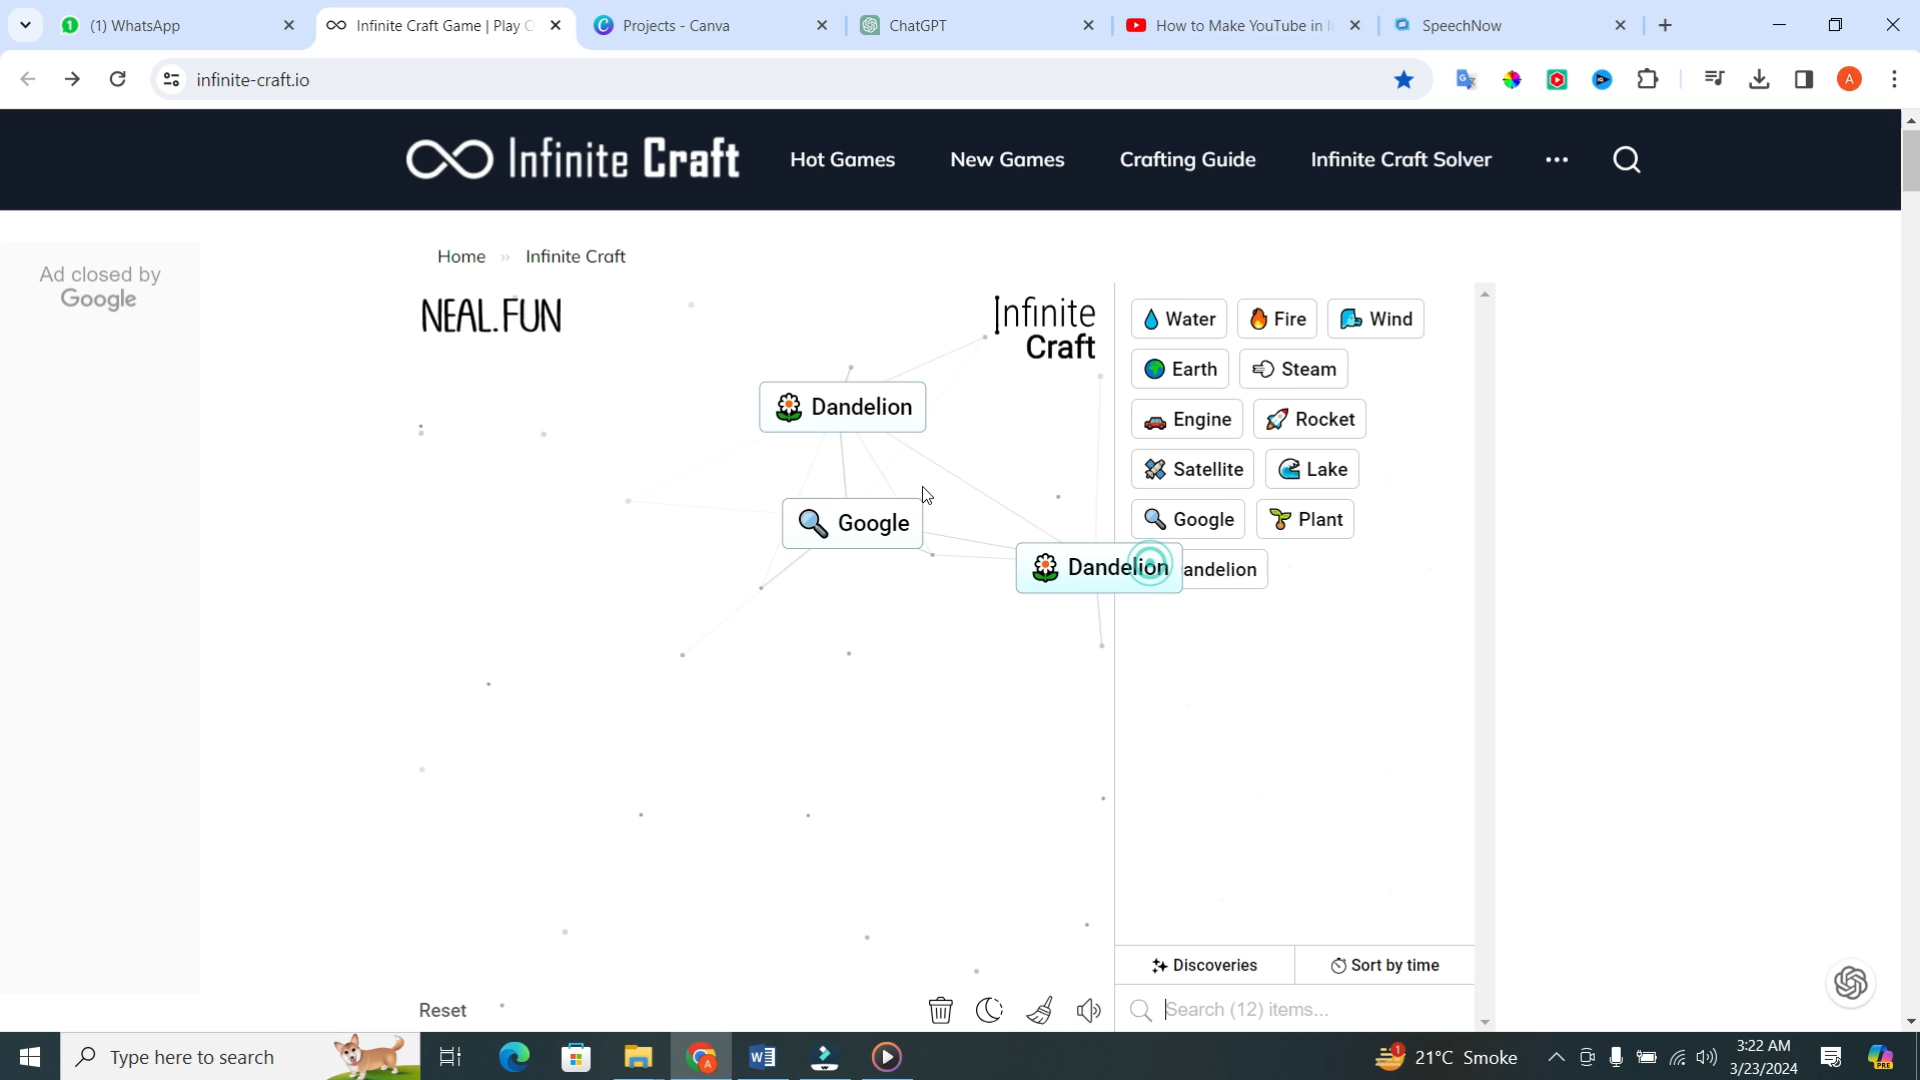 (1) WhatsApp
Infinite Craft Game | Play O
Projects - Canva
ChatGPT
How to Make YouTube in I
SpeechNow
infinite-craft.io
A
Infinite Craft
Hot Games
New Games
Crafting Guide
Infinite Craft Solver
Home » Infinite Craft
Ad closed by
Google
NEAL.FUN
Infinite
Craft
Water
Fire
Wind
Earth
Steam
Engine
Rocket
Satellite
Lake
Google
Plant
andelion
Dandelion
Google
Dandelion
Discoveries
Sort by time
Reset
Search (12) items...
Type here to search
21°C Smoke
3:22 AM
3/23/2024